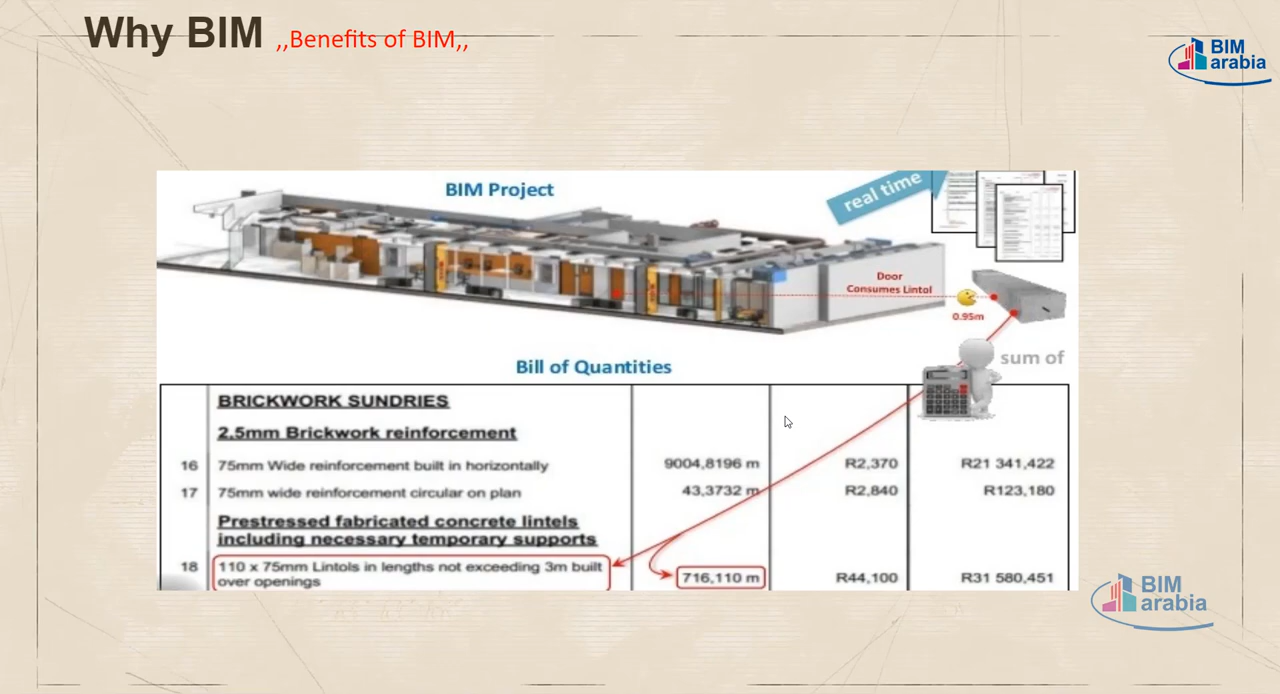 Why BIM ,,Benefits of BIM,,
BIM
arabia
BIM Project
real time
Door
Consumes Lintol
0.95m
sum of
Bill of Quantities
BRICKWORK SUNDRIES
2.5mm Brickwork reinforcement
16 75mm Wide reinforcement built in horizontally 9004,8196 m R2,370 R21 341,422
17 75mm wide reinforcement circular on plan 43,3732 m R2,840 R123,180
Prestressed fabricated concrete lintels
including necessary temporary supports
18 110 x 75mm Lintols in lengths not exceeding 3m built
over openings 716,110 m R44,100 R31 580,451
BIM
arabia